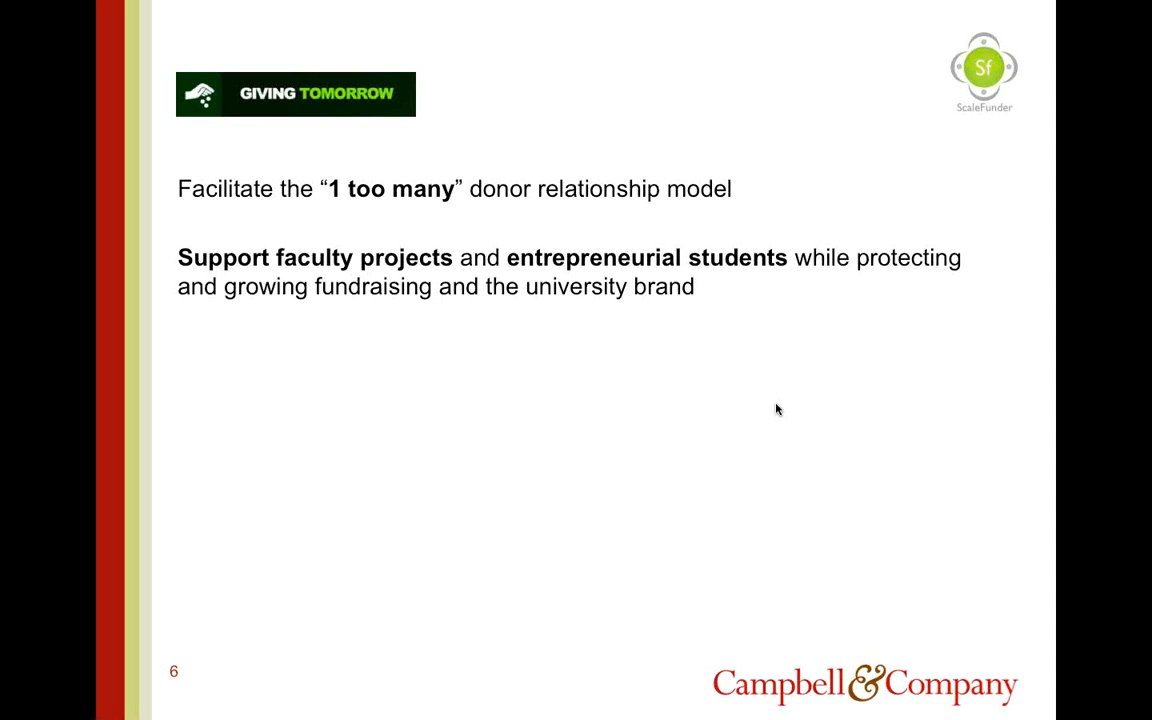 GIVING TOMORROW
Sf
ScaleFunder
Facilitate the “1 too many” donor relationship model
Support faculty projects and entrepreneurial students while protecting
and growing fundraising and the university brand
6
Campbell&Company